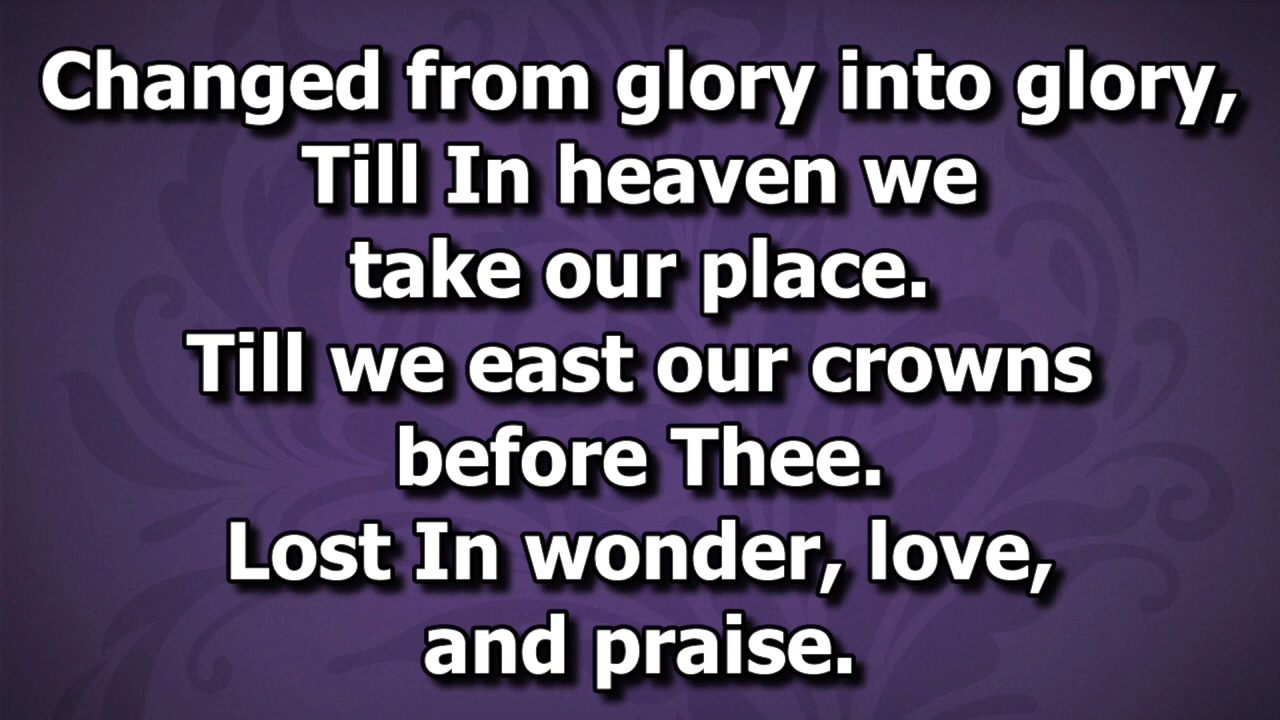 Changed from glory into glory,
Till In heaven we
take our place.
Till we east our crowns
before Thee.
Lost In wonder, love,
and praise.